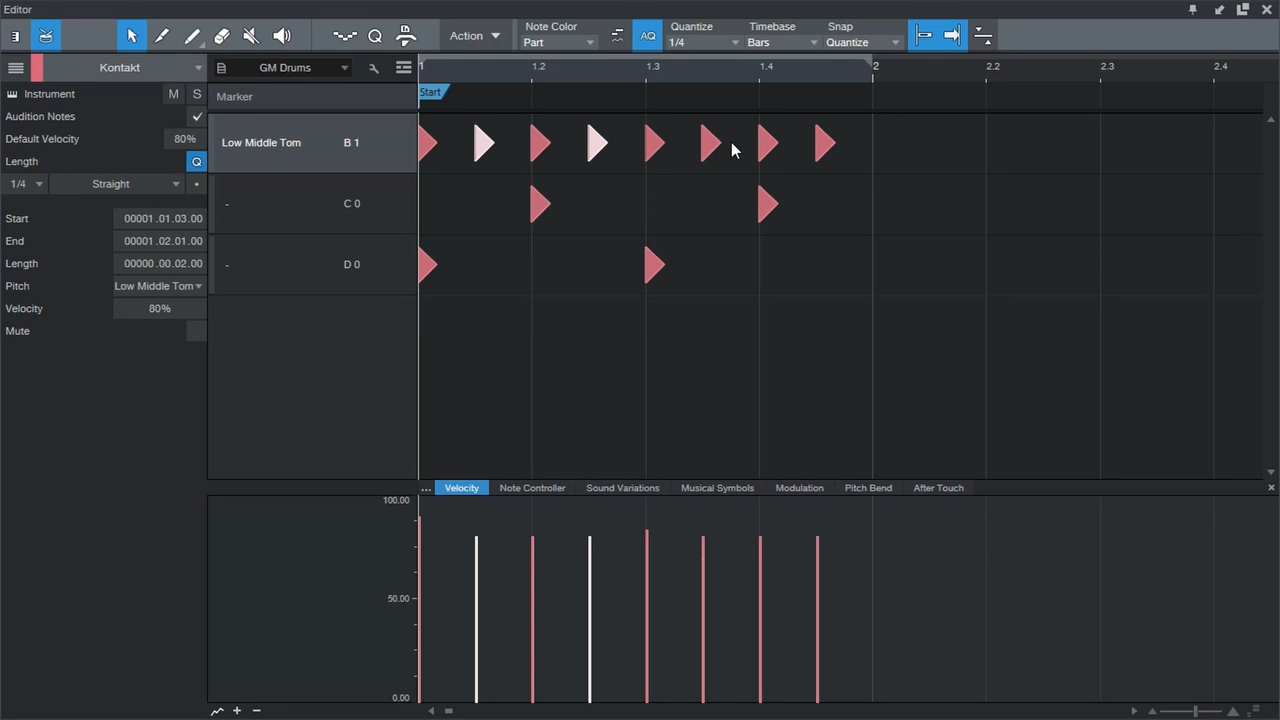 Editor
Action
Note Color
Part
AQ
Quantize
1/4
Timebase
Bars
Snap
Quantize
Kontakt
GM Drums
1
1.2
1.3
1.4
2
2.2
2.3
2.4
Instrument
M
S
Marker
Start
Audition Notes
Default Velocity
80%
Length
Q
1/4
Straight
Start
00001.01.03.00
End
00001.02.01.00
Length
00000.00.02.00
Pitch
Low Middle Tom
Velocity
80%
Mute
Low Middle Tom
B 1
-
C 0
-
D 0
...
Velocity
Note Controller
Sound Variations
Musical Symbols
Modulation
Pitch Bend
After Touch
100.00
50.00
0.00